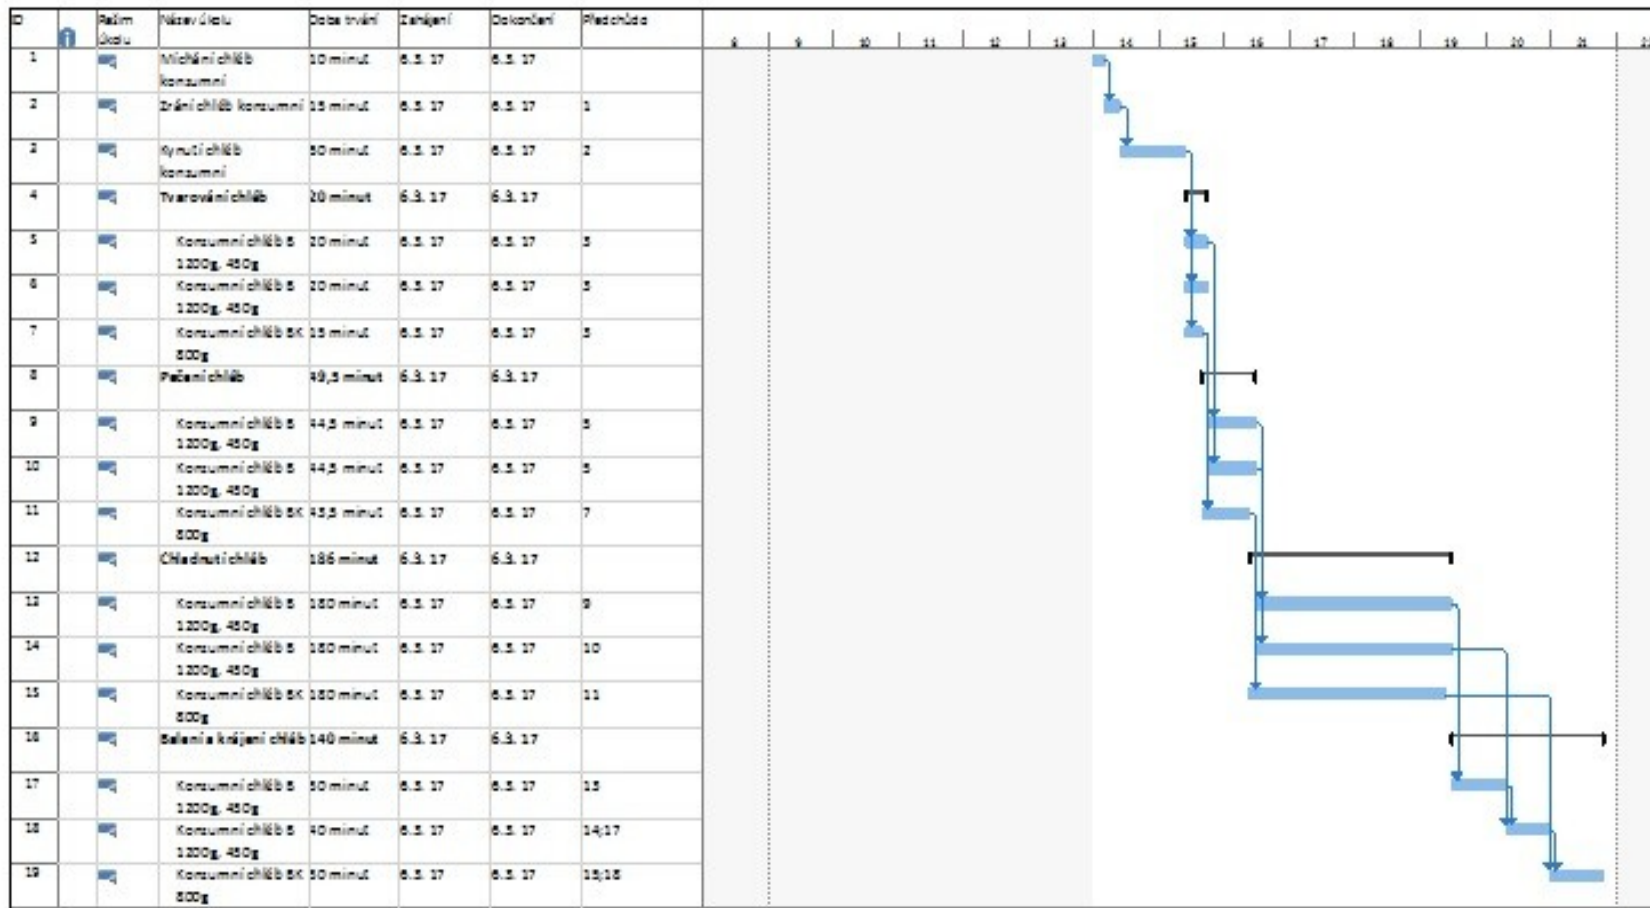 ID Režim úkolu Název úkolu Doba trvání Zahájení Dokončení Předchůdc
8 9 10 11 12 13 14 15 16 17 18 19 20 21
1 Míchání chléb 10 minut 6.3. 17 6.3. 17
konzumní
2 Zrání chléb konzumní 15 minut 6.3. 17 6.3. 17 1
3 Kynutí chléb 60 minut 6.3. 17 6.3. 17 2
konzumní
4 Tvarování chléb 20 minut 6.3. 17 6.3. 17
5 Konzumní chléb B 20 minut 6.3. 17 6.3. 17 3
1200g, 450g
6 Konzumní chléb B 20 minut 6.3. 17 6.3. 17 3
1200g, 450g
7 Konzumní chléb BK 15 minut 6.3. 17 6.3. 17 3
800g
8 Pečení chléb 49,5 minut 6.3. 17 6.3. 17
9 Konzumní chléb B 44,5 minut 6.3. 17 6.3. 17 5
1200g, 450g
10 Konzumní chléb B 44,5 minut 6.3. 17 6.3. 17 5
1200g, 450g
11 Konzumní chléb BK 43,5 minut 6.3. 17 6.3. 17 7
800g
12 Chladnutí chléb 186 minut 6.3. 17 6.3. 17
13 Konzumní chléb B 180 minut 6.3. 17 6.3. 17 9
1200g, 450g
14 Konzumní chléb B 180 minut 6.3. 17 6.3. 17 10
1200g, 450g
15 Konzumní chléb BK 180 minut 6.3. 17 6.3. 17 11
800g
16 Balení a krájení chléb 140 minut 6.3. 17 6.3. 17
17 Konzumní chléb B 50 minut 6.3. 17 6.3. 17 13
1200g, 450g
18 Konzumní chléb B 40 minut 6.3. 17 6.3. 17 14;17
1200g, 450g
19 Konzumní chléb BK 50 minut 6.3. 17 6.3. 17 15;18
800g